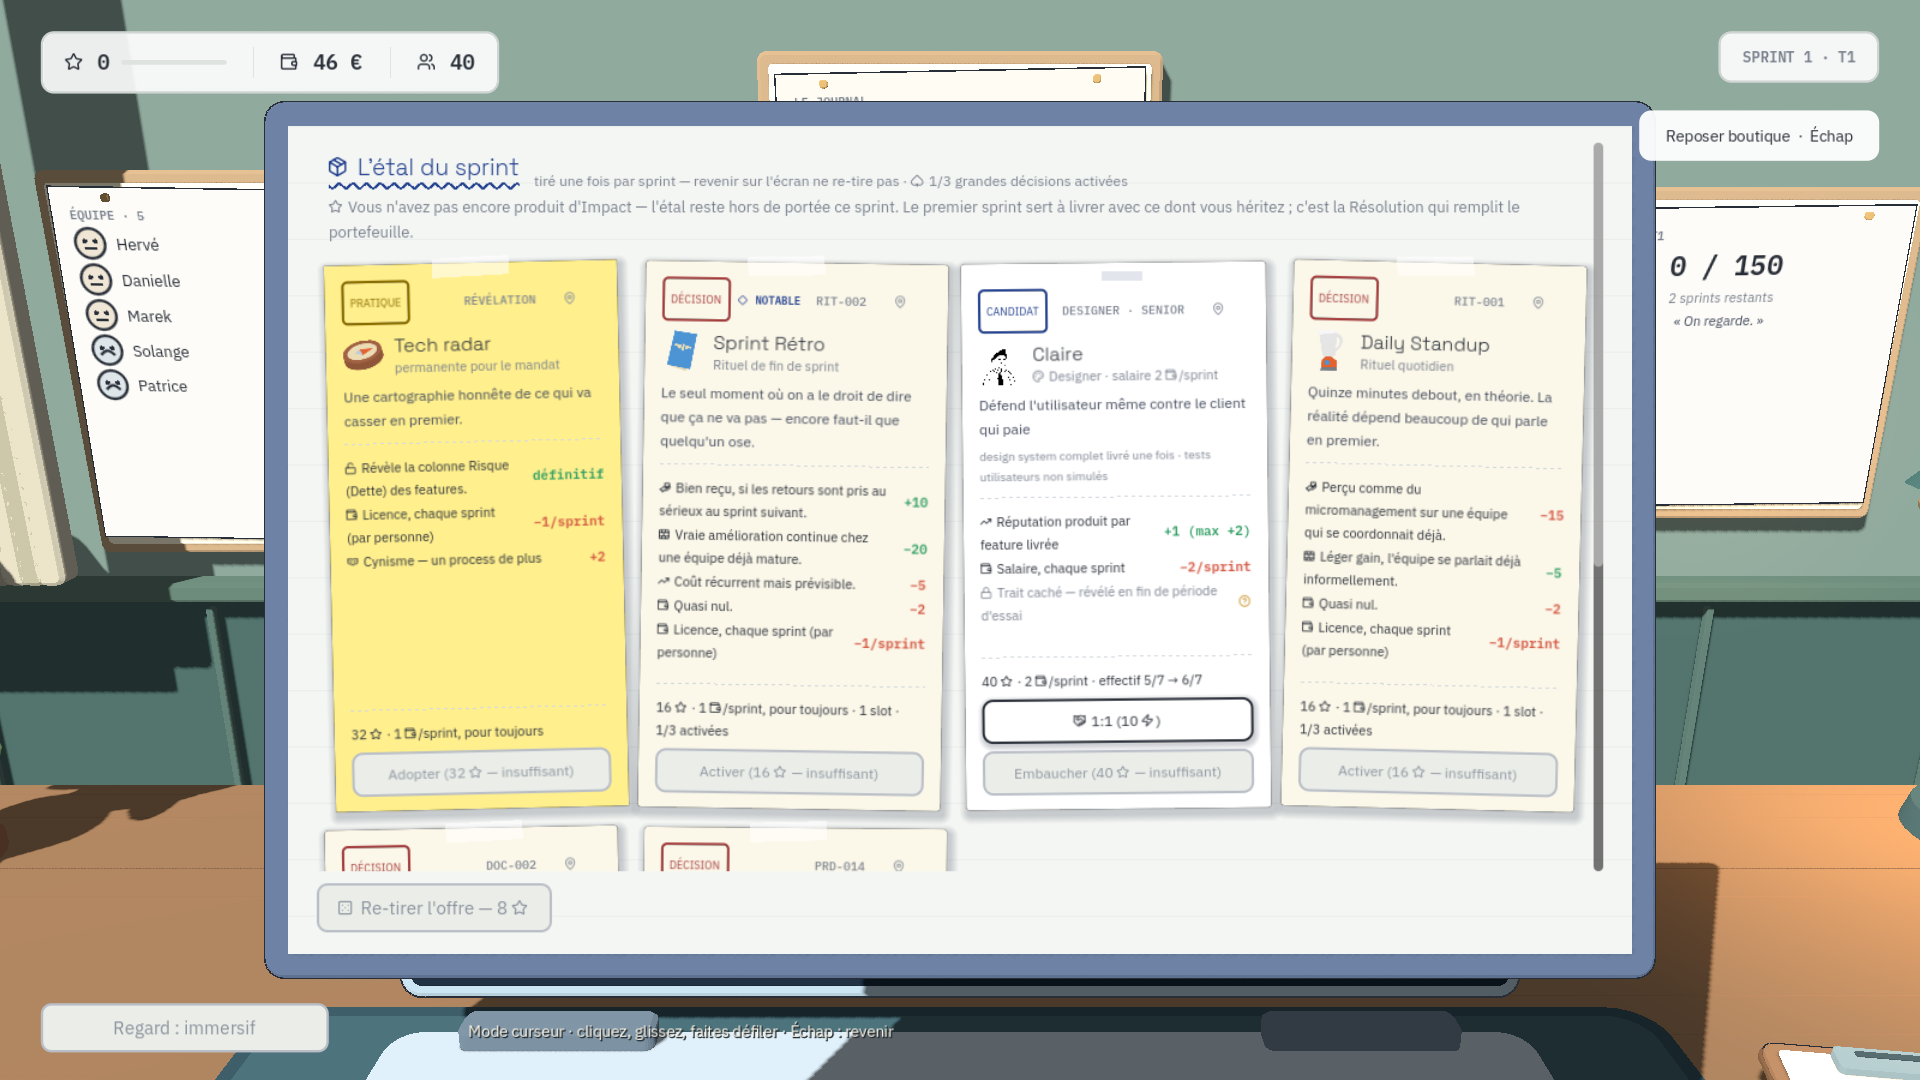 0
46 €
40
SPRINT 1 · T1
LE JOURNAL
Reposer boutique · Échap
L'étal du sprint
tiré une fois par sprint — revenir sur l'écran ne re-tire pas · 1/3 grandes décisions activées
Vous n'avez pas encore produit d'Impact — l'étal reste hors de portée ce sprint. Le premier sprint sert à livrer avec ce dont vous héritez ; c'est la Résolution qui remplit le
portefeuille.
ÉQUIPE · 5
Hervé
Danielle
Marek
Solange
Patrice
PRATIQUE
RÉVÉLATION
Tech radar
permanente pour le mandat
Une cartographie honnête de ce qui va
casser en premier.
Révèle la colonne Risque
(Dette) des features.
définitif
Licence, chaque sprint
(par personne)
−1/sprint
Cynisme — un process de plus
+2
32 · 1 /sprint, pour toujours
Adopter (32 — insuffisant)
DÉCISION
NOTABLE
RIT-002
Sprint Rétro
Rituel de fin de sprint
Le seul moment où on a le droit de dire
que ça ne va pas — encore faut-il que
quelqu'un ose.
Bien reçu, si les retours sont pris au
sérieux au sprint suivant.
+10
Vraie amélioration continue chez
une équipe déjà mature.
−20
Coût récurrent mais prévisible.
−5
Quasi nul.
−2
Licence, chaque sprint (par
personne)
−1/sprint
16 · 1 /sprint, pour toujours · 1 slot ·
1/3 activées
Activer (16 — insuffisant)
CANDIDAT
DESIGNER · SENIOR
Claire
Designer · salaire 2 /sprint
Défend l'utilisateur même contre le client
qui paie
design system complet livré une fois · tests
utilisateurs non simulés
Réputation produit par
feature livrée
+1 (max +2)
Salaire, chaque sprint
−2/sprint
Trait caché — révélé en fin de période
d'essai
40 · 2 /sprint · effectif 5/7 → 6/7
1:1 (10 )
Embaucher (40 — insuffisant)
DÉCISION
RIT-001
Daily Standup
Rituel quotidien
Quinze minutes debout, en théorie. La
réalité dépend beaucoup de qui parle
en premier.
Perçu comme du
micromanagement sur une équipe
qui se coordonnait déjà.
−15
Léger gain, l'équipe se parlait déjà
informellement.
−5
Quasi nul.
−2
Licence, chaque sprint
(par personne)
−1/sprint
16 · 1 /sprint, pour toujours · 1 slot ·
1/3 activées
Activer (16 — insuffisant)
T1
0 / 150
2 sprints restants
« On regarde. »
DÉCISION
DOC-002
DÉCISION
PRD-014
Re-tirer l'offre — 8
Regard : immersif
Mode curseur · cliquez, glissez, faites défiler · Échap : revenir